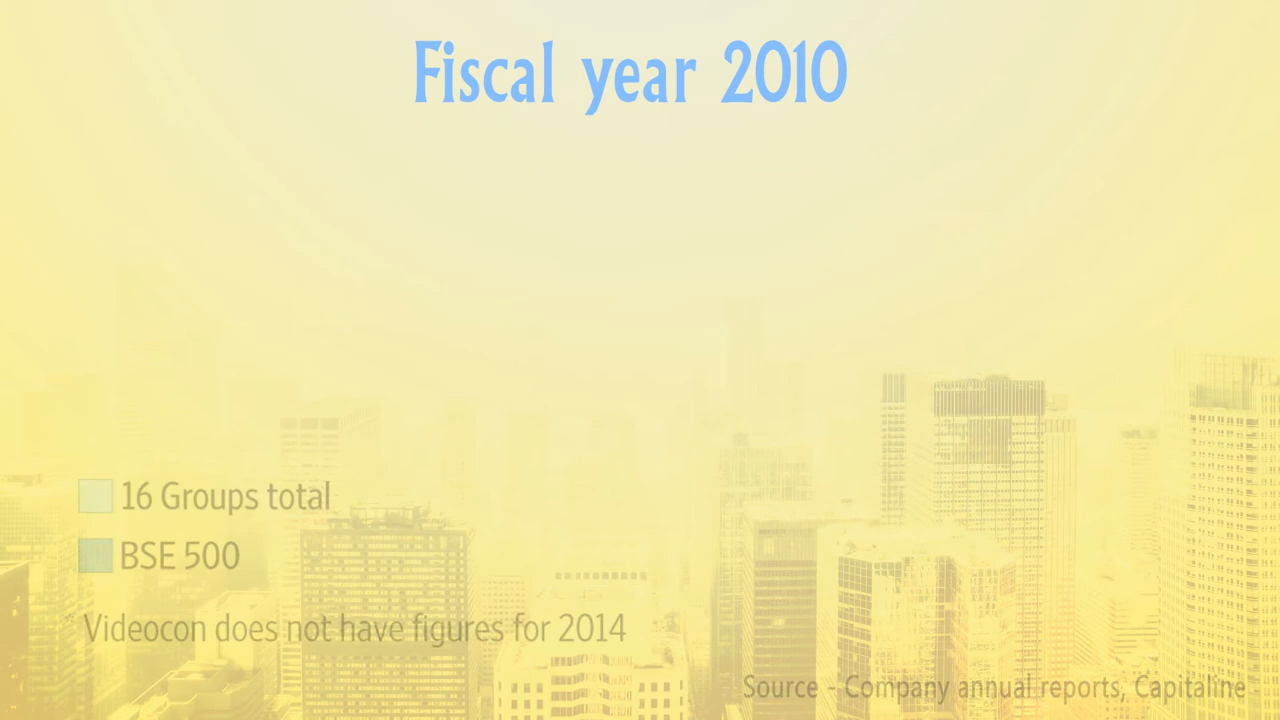 Fiscal year 2010
16 Groups total
BSE 500
Videocon does not have figures for 2014
Source - Company annual reports, Capitaline